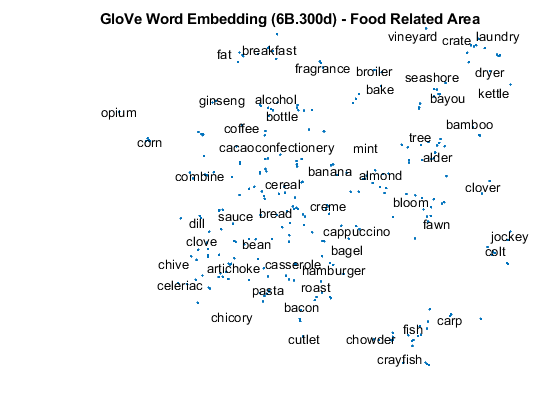 GloVe Word Embedding (6B.300d) - Food Related Area
vineyard
crate
laundry
fat
breakfast
fragrance
broiler
dryer
seashore
bake
kettle
ginseng
alcohol
bayou
opium
bottle
coffee
bamboo
corn
tree
cacao
confectionery
mint
alder
combine
banana
almond
cereal
clover
creme
bloom
dill
sauce
bread
fawn
cappuccino
clove
bean
jockey
bagel
colt
chive
artichoke
casserole
hamburger
celeriac
pasta
roast
bacon
chicory
carp
fish
cutlet
chowder
crayfish